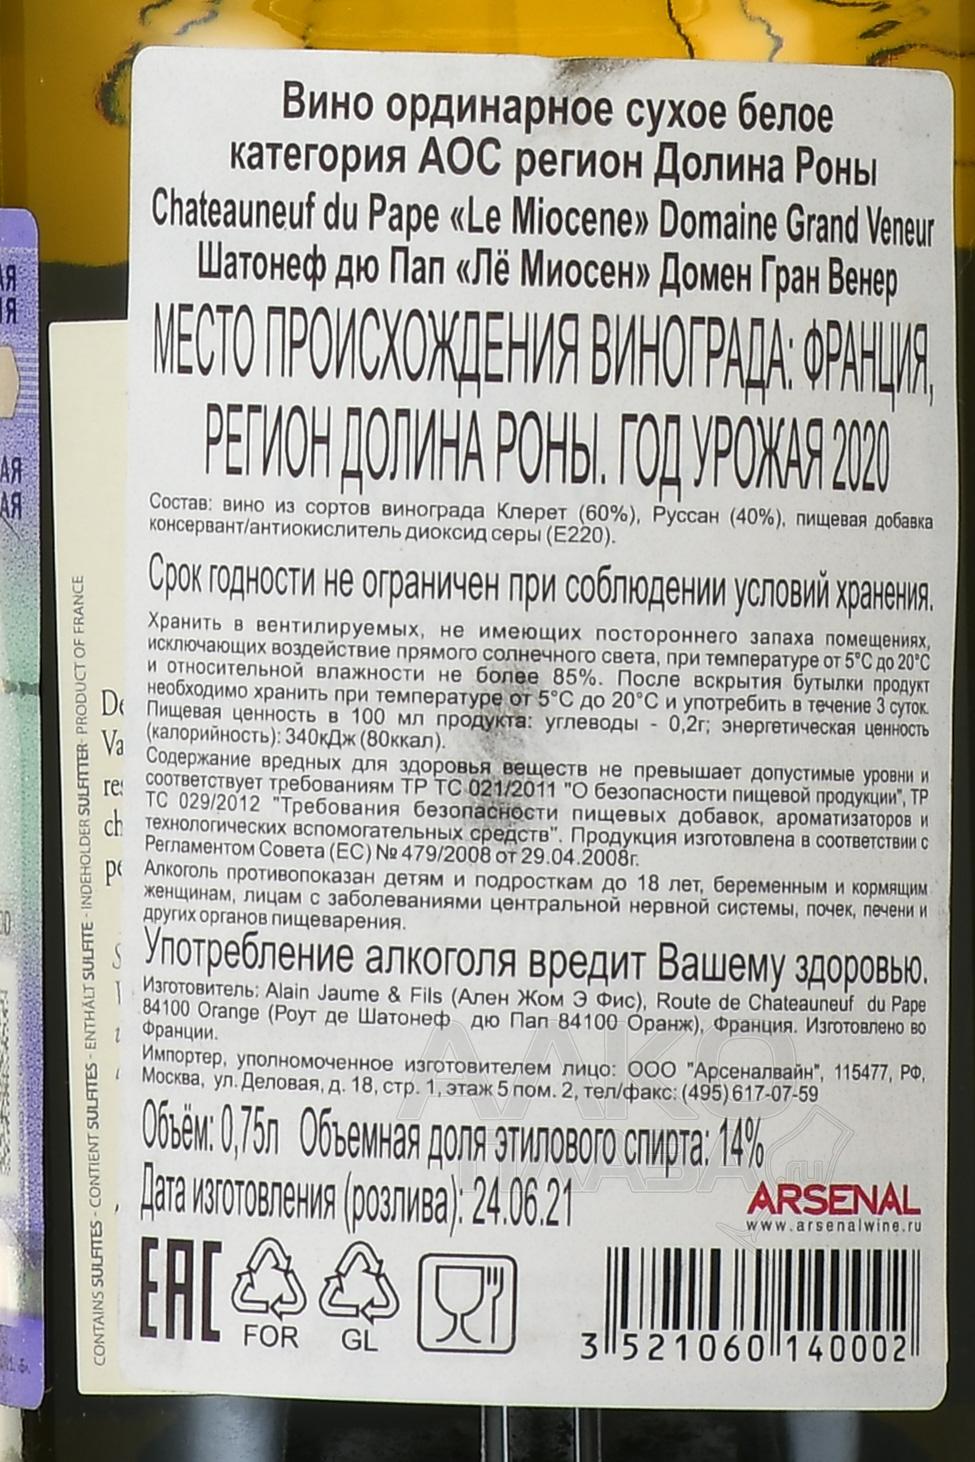 Вино ординарное сухое белое
категория АОС регион Долина Роны
Chateauneuf du Pape «Le Miocene» Domaine Grand Veneur
Шатонеф дю Пап «Лё Миосен» Домен Гран Венер
МЕСТО ПРОИСХОЖДЕНИЯ ВИНОГРАДА: ФРАНЦИЯ,
РЕГИОН ДОЛИНА РОНЫ. ГОД УРОЖАЯ 2020
Состав: вино из сортов винограда Клерет (60%), Руссан (40%), пищевая добавка
консервант/антиокислитель диоксид серы (Е220).
Срок годности не ограничен при соблюдении условий хранения.
Хранить в вентилируемых, не имеющих постороннего запаха помещениях,
исключающих воздействие прямого солнечного света, при температуре от 5°С до 20°С
и относительной влажности не более 85%. После вскрытия бутылки продукт
необходимо хранить при температуре от 5°С до 20°С и употребить в течение 3 суток.
Пищевая ценность в 100 мл продукта: углеводы - 0,2г; энергетическая ценность
(калорийность): 340кДж (80ккал).
Содержание вредных для здоровья веществ не превышает допустимые уровни и
соответствует требованиям ТР ТС 021/2011 "О безопасности пищевой продукции", ТР
ТС 029/2012 "Требования безопасности пищевых добавок, ароматизаторов и
технологических вспомогательных средств". Продукция изготовлена в соответствии с
Регламентом Совета (ЕС) № 479/2008 от 29.04.2008г.
Алкоголь противопоказан детям и подросткам до 18 лет, беременным и кормящим
женщинам, лицам с заболеваниями центральной нервной системы, почек, печени и
других органов пищеварения.
Употребление алкоголя вредит Вашему здоровью.
Изготовитель: Alain Jaume & Fils (Ален Жом Э Фис), Route de Chateauneuf du Pape
84100 Orange (Роут де Шатонеф дю Пап 84100 Оранж), Франция. Изготовлено во
Франции.
Импортер, уполномоченное изготовителем лицо: ООО "Арсеналвайн", 115477, РФ,
Москва, ул. Деловая, д. 18, стр. 1, этаж 5 пом. 2, тел/факс: (495) 617-07-59
Объём: 0,75л Объемная доля этилового спирта: 14%
Дата изготовления (розлива): 24.06.21
ARSENAL
www.arsenalwine.ru
EAC
FOR
GL
3 521060 140002
CONTAINS SULFITES - CONTIENT SULFITES - ENTHÄLT SULFITE - INDEHOLDER SULFITTER - PRODUCT OF FRANCE